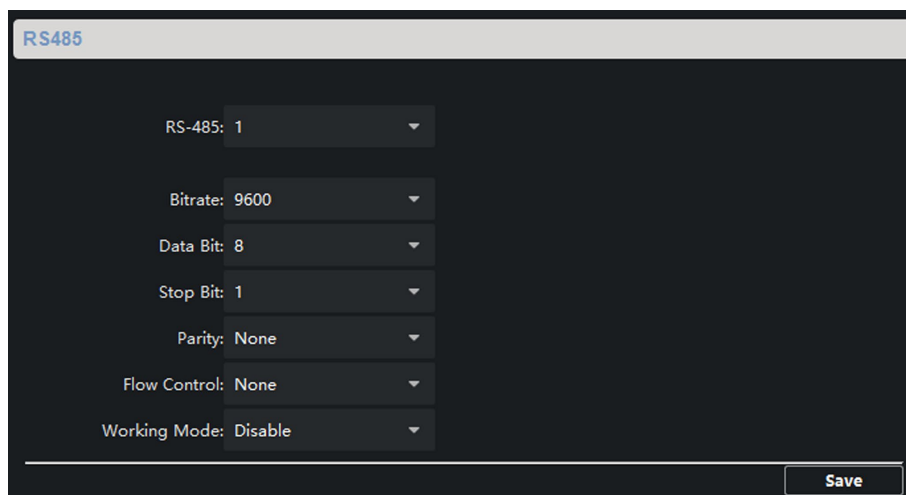 RS485
RS-485: 1
Bitrate: 9600
Data Bit: 8
Stop Bit: 1
Parity: None
Flow Control: None
Working Mode: Disable
Save